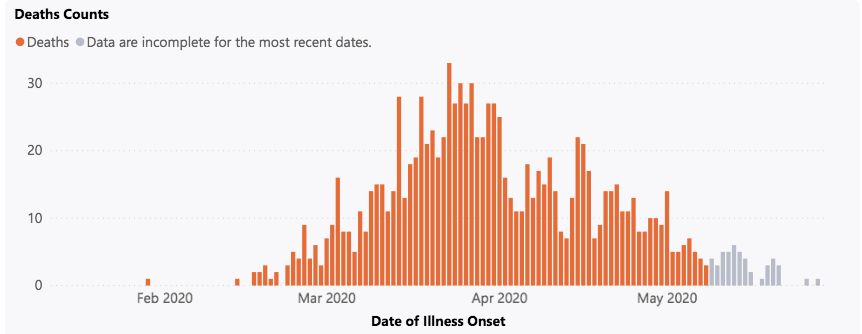 Deaths Counts
Deaths Data are incomplete for the most recent dates.
30
20
10
0
Feb 2020 Mar 2020 Apr 2020 May 2020
Date of Illness Onset